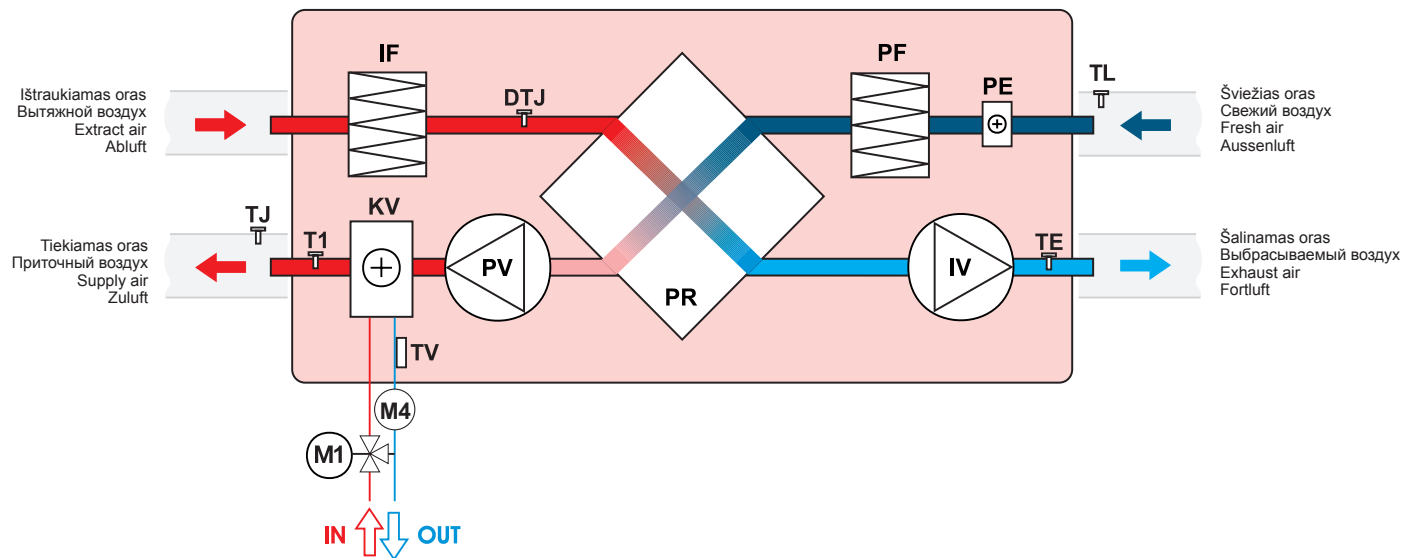 IF
PF
PE
TL
DTJ
Ištraukiamas oras
Вытяжной воздух
Extract air
Abluft
Šviežias oras
Свежий воздух
Fresh air
Aussenluft
TJ
KV
T1
PV
PR
IV
TE
Tiekiamas oras
Приточный воздух
Supply air
Zuluft
Šalinamas oras
Выбрасываемый воздух
Exhaust air
Fortluft
TV
M4
M1
IN
OUT